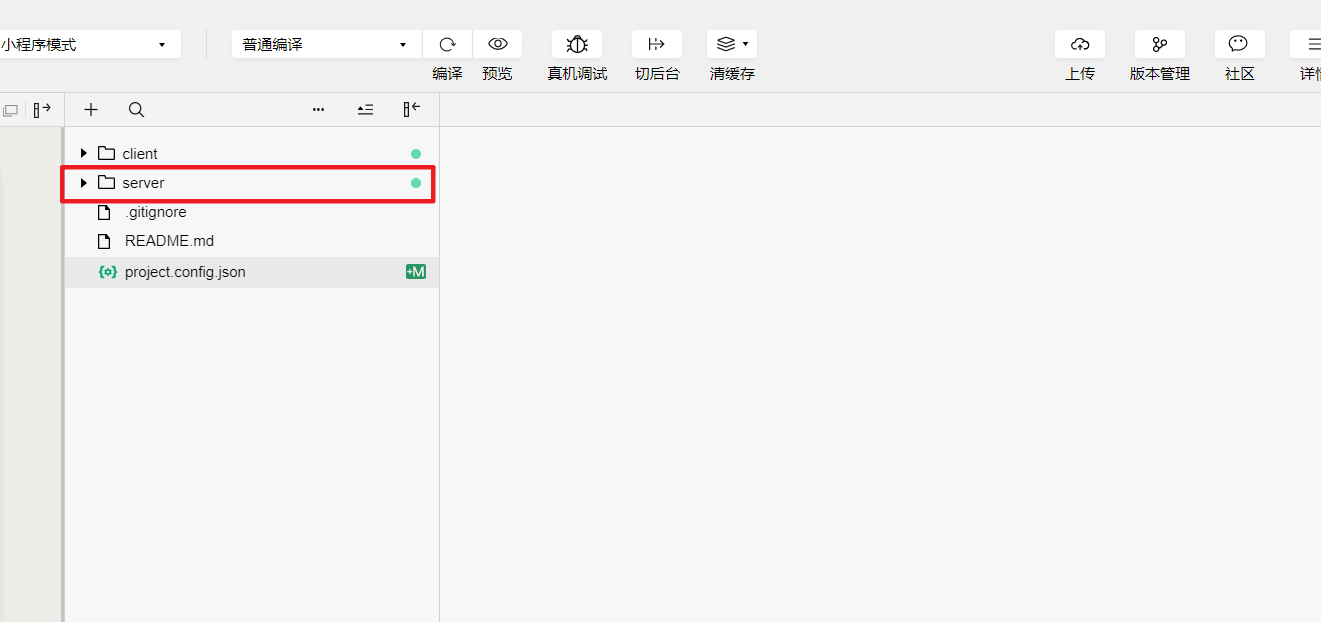 小程序模式
普通编译
编译
预览
真机调试
切后台
清缓存
上传
版本管理
社区
详情
client
server
.gitignore
README.md
project.config.json
+M